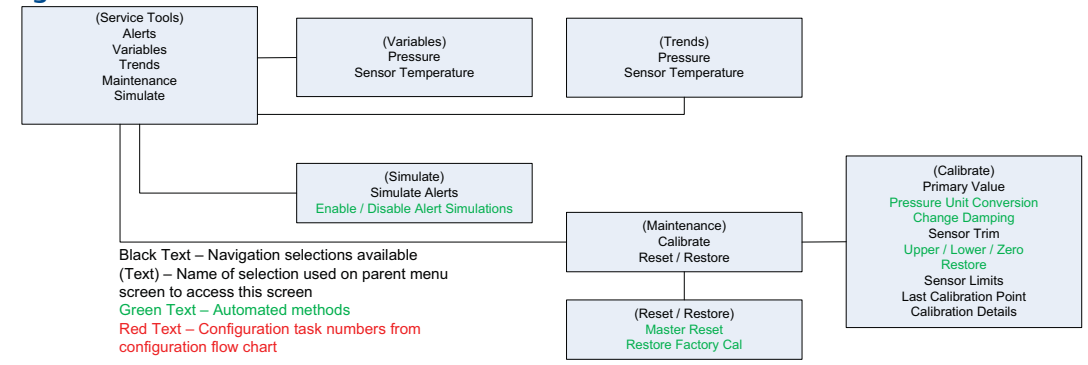 (Service Tools)
Alerts
Variables
Trends
Maintenance
Simulate
(Variables)
Pressure
Sensor Temperature
(Trends)
Pressure
Sensor Temperature
(Simulate)
Simulate Alerts
Enable / Disable Alert Simulations
(Maintenance)
Calibrate
Reset / Restore
(Calibrate)
Primary Value
Pressure Unit Conversion
Change Damping
Sensor Trim
Upper / Lower / Zero
Restore
Sensor Limits
Last Calibration Point
Calibration Details
(Reset / Restore)
Master Reset
Restore Factory Cal
Black Text – Navigation selections available
(Text) – Name of selection used on parent menu
screen to access this screen
Green Text – Automated methods
Red Text – Configuration task numbers from
configuration flow chart